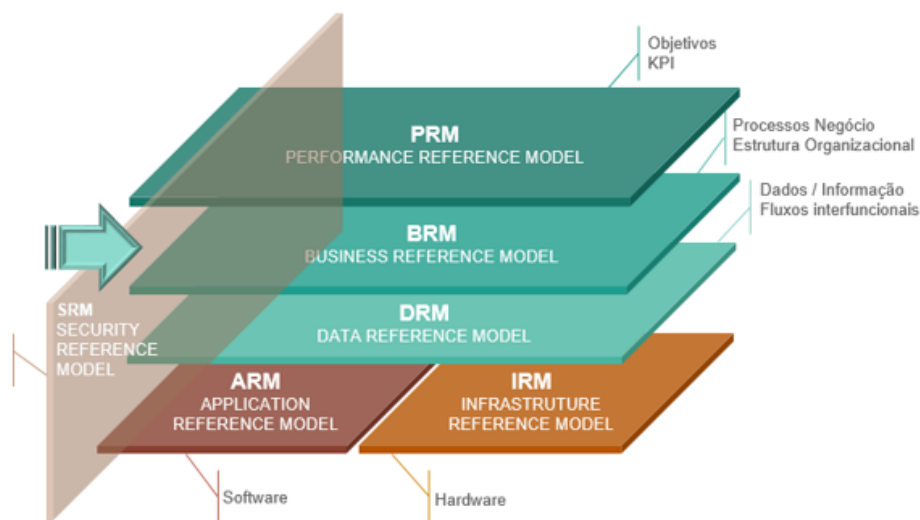 Objetivos
KPI
PRM
PERFORMANCE REFERENCE MODEL
Processos Negócio
Estrutura Organizacional
Dados / Informação
Fluxos interfuncionais
BRM
BUSINESS REFERENCE MODEL
SRM
SECURITY
REFERENCE
MODEL
DRM
DATA REFERENCE MODEL
ARM
APPLICATION
REFERENCE MODEL
IRM
INFRASTRUTURE
REFERENCE MODEL
Software
Hardware